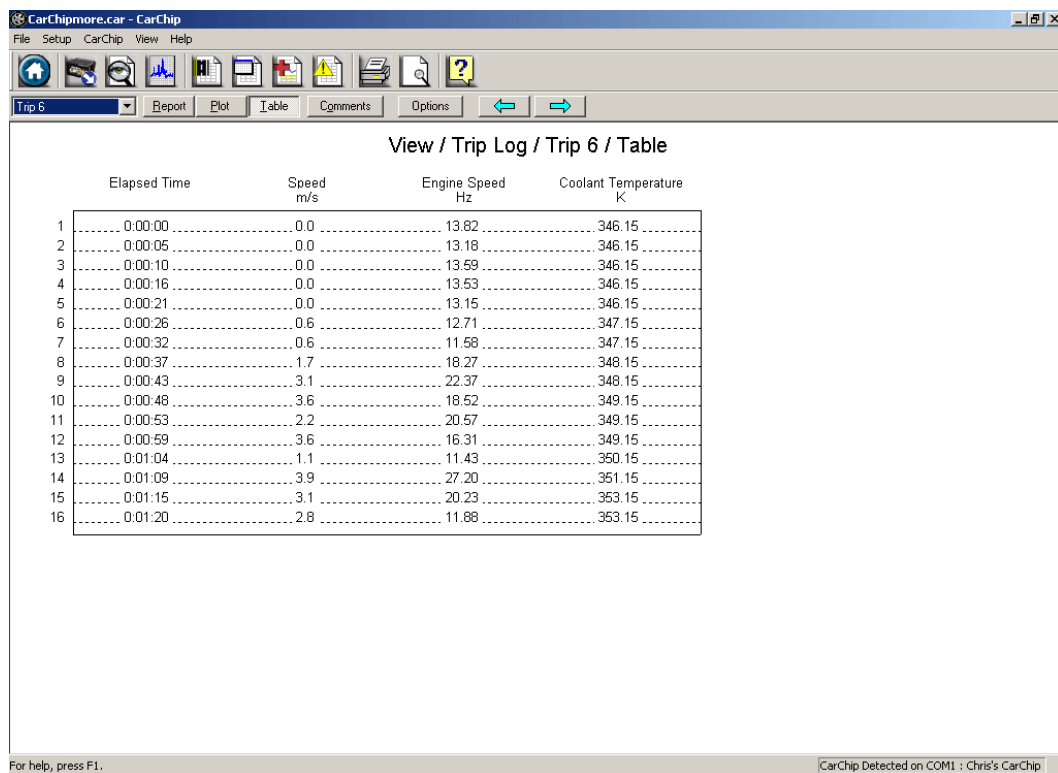 CarChipmore.car - CarChip
File Setup CarChip View Help
Trip 6 Report Plot Table Comments Options
View / Trip Log / Trip 6 / Table
Elapsed Time Speed Engine Speed Coolant Temperature
m/s Hz K
1 0:00:00 0.0 13.82 346.15
2 0:00:05 0.0 13.18 346.15
3 0:00:10 0.0 13.59 346.15
4 0:00:16 0.0 13.53 346.15
5 0:00:21 0.0 13.15 346.15
6 0:00:26 0.6 12.71 347.15
7 0:00:32 0.6 11.58 347.15
8 0:00:37 1.7 18.27 348.15
9 0:00:43 3.1 22.37 348.15
10 0:00:48 3.6 18.52 349.15
11 0:00:53 2.2 20.57 349.15
12 0:00:59 3.6 16.31 349.15
13 0:01:04 1.1 11.43 350.15
14 0:01:09 3.9 27.20 351.15
15 0:01:15 3.1 20.23 353.15
16 0:01:20 2.8 11.88 353.15
For help, press F1. CarChip Detected on COM1 : Chris's CarChip